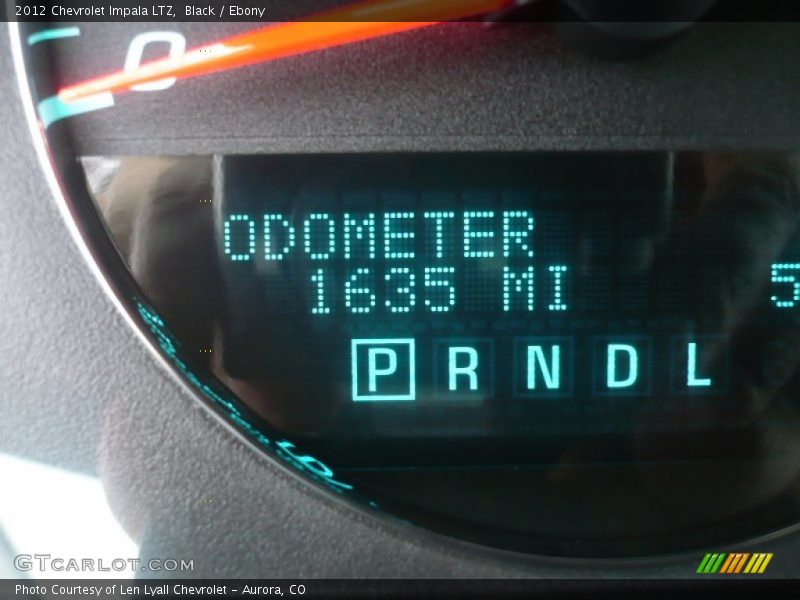 2012 Chevrolet Impala LTZ, Black / Ebony
0
ODOMETER
1635 MI
5
P R N D L
GTCARLOT.COM
Photo Courtesy of Len Lyall Chevrolet - Aurora, CO